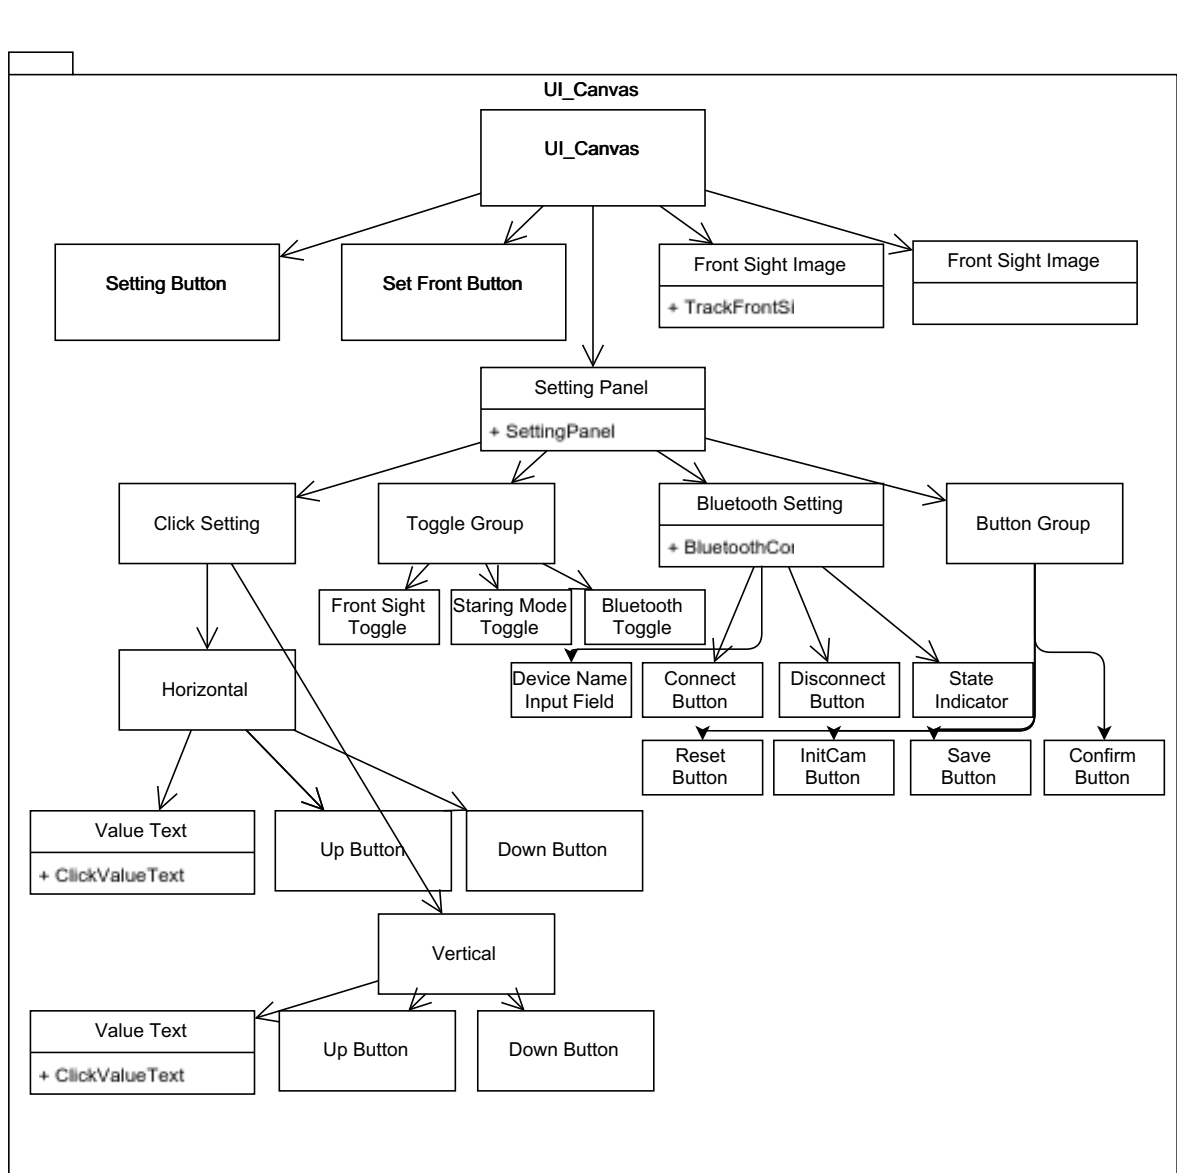 UI_Canvas
UI_Canvas
Setting Button
Set Front Button
Front Sight Image
+ TrackFrontSi
Front Sight Image
Setting Panel
+ SettingPanel
Click Setting
Toggle Group
Bluetooth Setting
+ BluetoothCor
Button Group
Front Sight
Toggle
Staring Mode
Toggle
Bluetooth
Toggle
Device Name
Input Field
Connect
Button
Disconnect
Button
State
Indicator
Horizontal
Reset
Button
InitCam
Button
Save
Button
Confirm
Button
Value Text
+ ClickValueText
Up Button
Down Button
Vertical
Value Text
+ ClickValueText
Up Button
Down Button